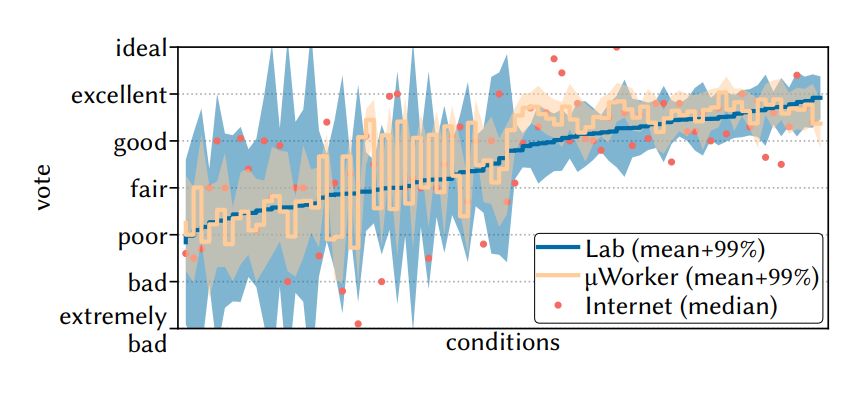 ideal
excellent
good
fair
poor
bad
extremely
bad
vote
conditions
Lab (mean+99%)
μWorker (mean+99%)
Internet (median)